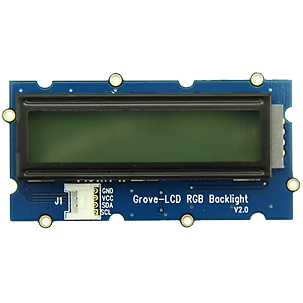 J1
GND
VCC
SDA
SCL
Grove-LCD RGB Backlight
V2.0